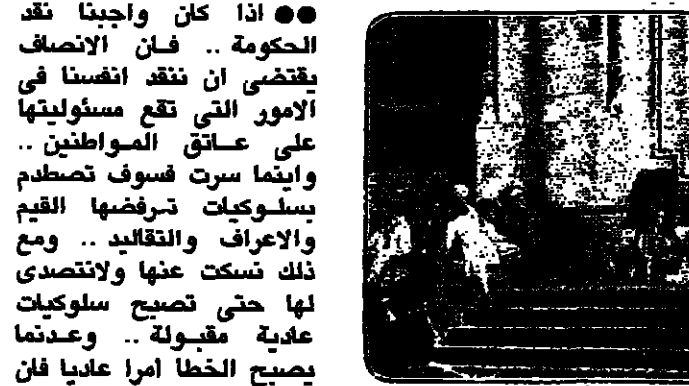 ●● اذا كان واجبنا نقد
الحكومة .. فان الانصاف
يقتضى ان ننقد انفسنا فى
الامور التى تقع مسئوليتها
على عاتق المواطنين ..
واينما سرت فسوف تصطدم
بسلوكيات ترفضها القيم
والاعراف والتقاليد .. ومع
ذلك نسكت عنها ولانتصدى
لها حتى تصبح سلوكيات
عادية مقبولة .. وعندما
يصبح الخطا امرا عاديا فان